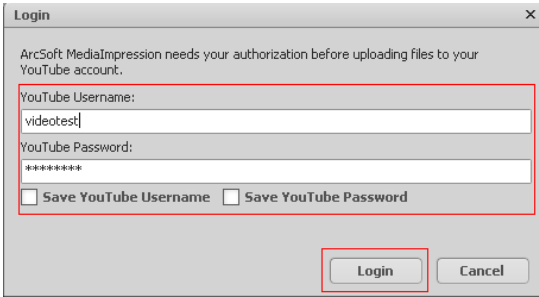 Login
ArcSoft MediaImpression needs your authorization before uploading files to your
YouTube account.
YouTube Username:
videotest
YouTube Password:
********
Save YouTube Username Save YouTube Password
Login Cancel